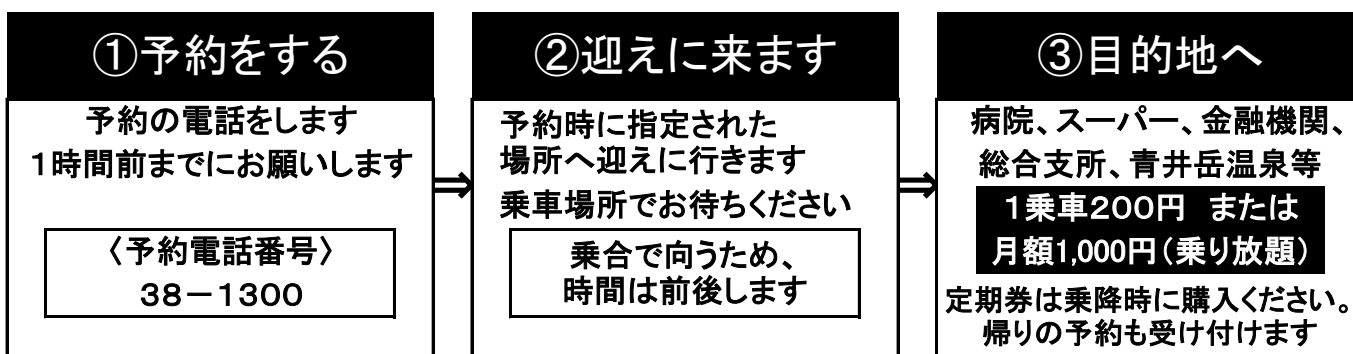 ①予約をする
予約の電話をします
1時間前までにお願いします
〈予約電話番号〉
38－1300
⇒
②迎えに来ます
予約時に指定された
場所へ迎えに行きます
乗車場所でお待ちください
乗合で向うため、
時間は前後します
⇒
③目的地へ
病院、スーパー、金融機関、
総合支所、青井岳温泉等
1乗車200円　または
月額1,000円（乗り放題）
定期券は乗降時に購入ください。
帰りの予約も受け付けます